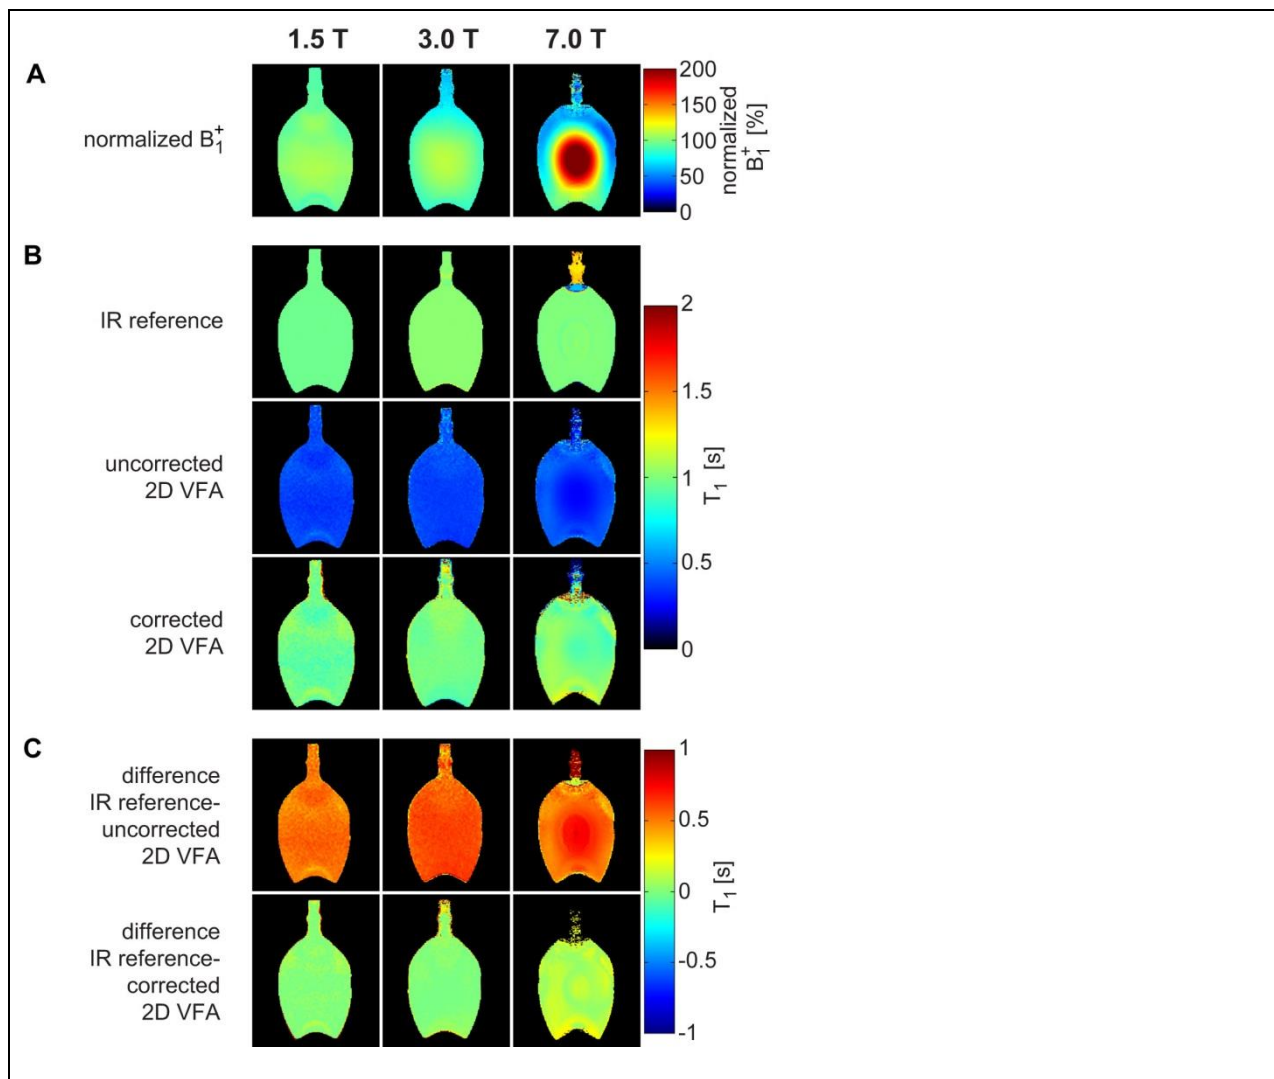 1.5 T 3.0 T 7.0 T
A
normalized B₁⁺
200
150
100
50
0
normalized
B₁⁺ [%]
B
IR reference
uncorrected
2D VFA
corrected
2D VFA
2
1.5
1
0.5
0
T₁ [s]
C
difference
IR reference-
uncorrected
2D VFA
difference
IR reference-
corrected
2D VFA
1
0.5
0
-0.5
-1
T₁ [s]